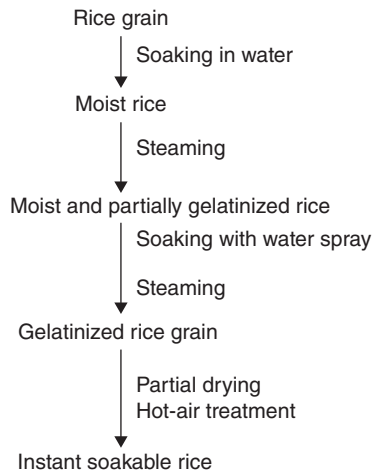 Rice grain
Soaking in water
Moist rice
Steaming
Moist and partially gelatinized rice
Soaking with water spray
Steaming
Gelatinized rice grain
Partial drying
Hot-air treatment
Instant soakable rice